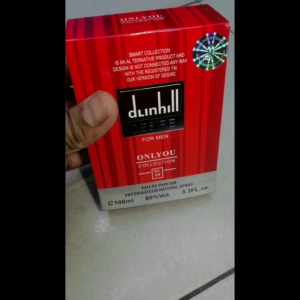 ONLYOU
COLLECTION
SMART COLLECTION
IS AN ALTERNATIVE PRODUCT AND
DESIGN IS NOT CONNECTED ANY WAY
WITH THE REGISTERED TM
OUR VERSION OF DESIRE
dunhill
DESIRE
FOR MEN
ONLYOU
COLLECTION
EAU DE PARFUM
VAPORISATEUR NATURAL SPRAY
100ml 80%Vol. 3.3FL.oz.